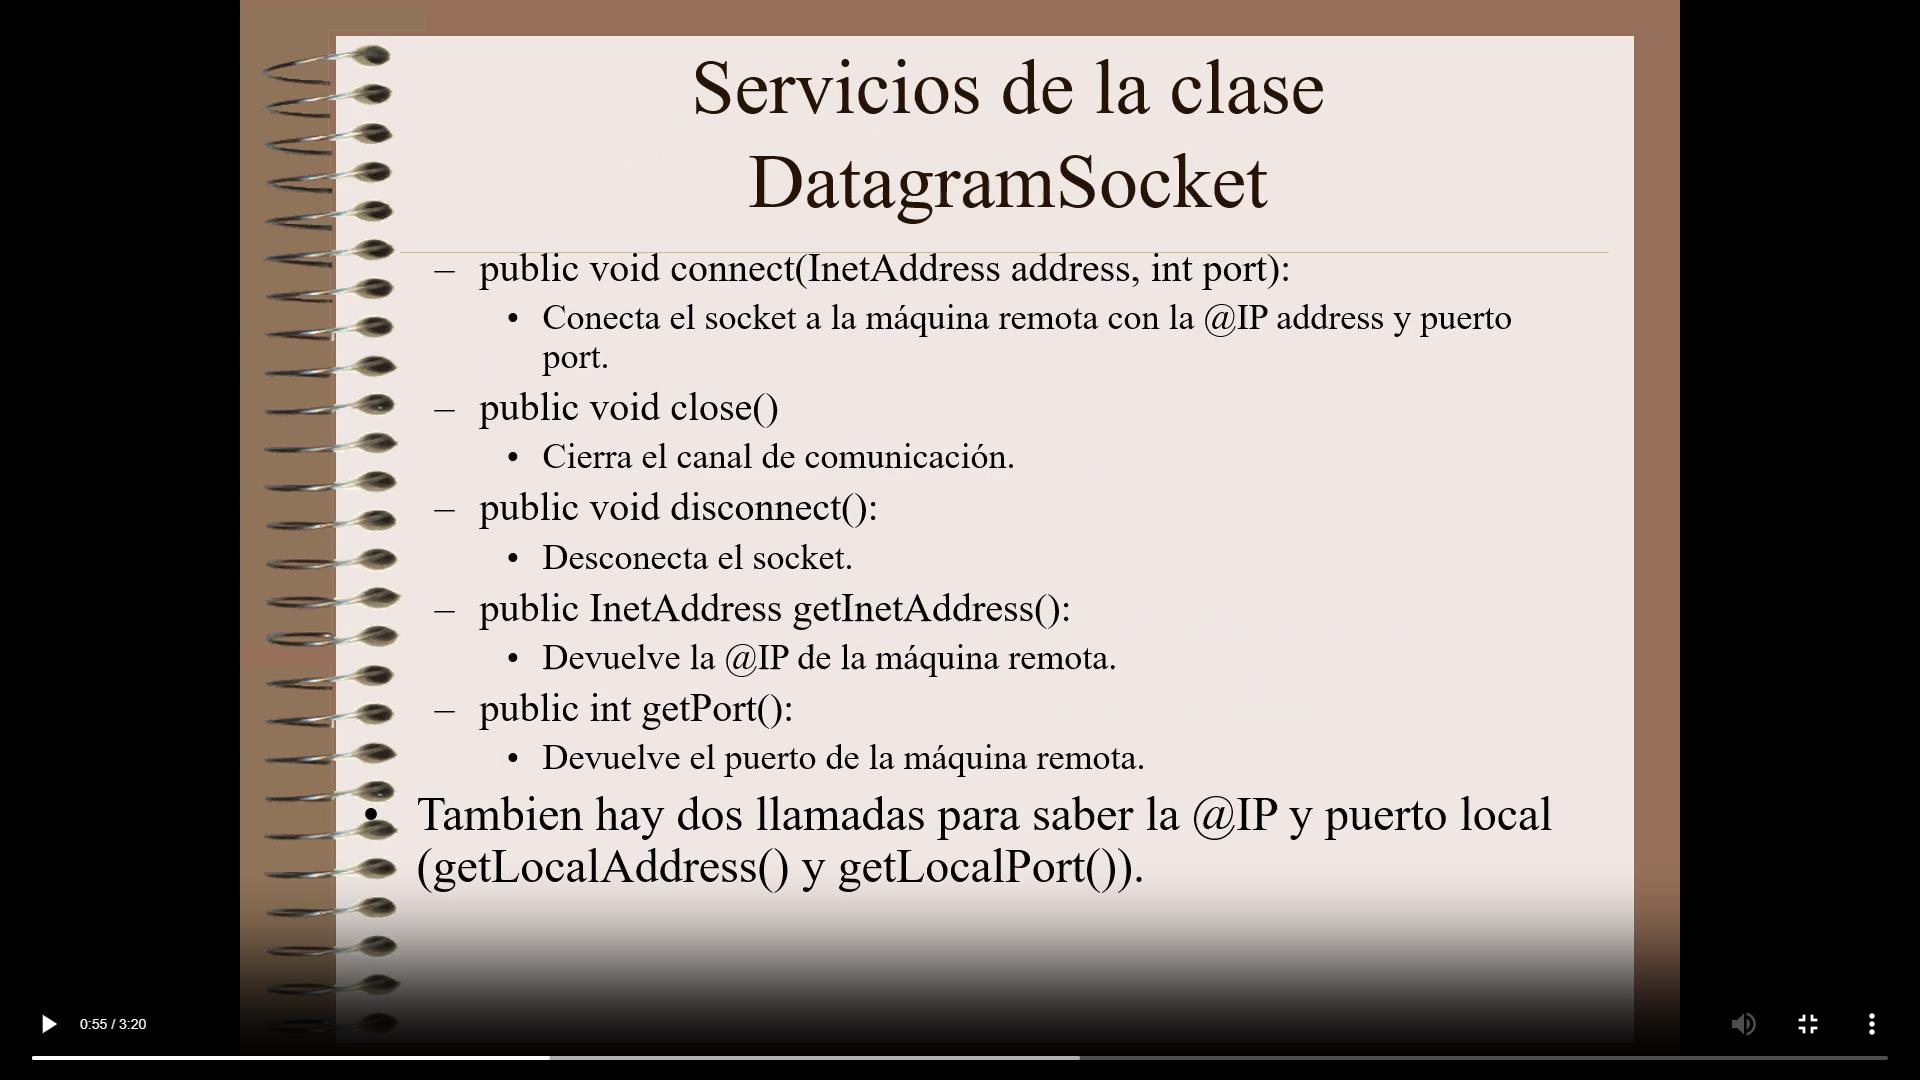 Servicios de la clase
DatagramSocket
– public void connect(InetAddress address, int port):
• Conecta el socket a la máquina remota con la @IP address y puerto
port.
– public void close()
• Cierra el canal de comunicación.
– public void disconnect():
• Desconecta el socket.
– public InetAddress getInetAddress():
• Devuelve la @IP de la máquina remota.
– public int getPort():
• Devuelve el puerto de la máquina remota.
• Tambien hay dos llamadas para saber la @IP y puerto local
(getLocalAddress() y getLocalPort()).
0:55 / 3:20